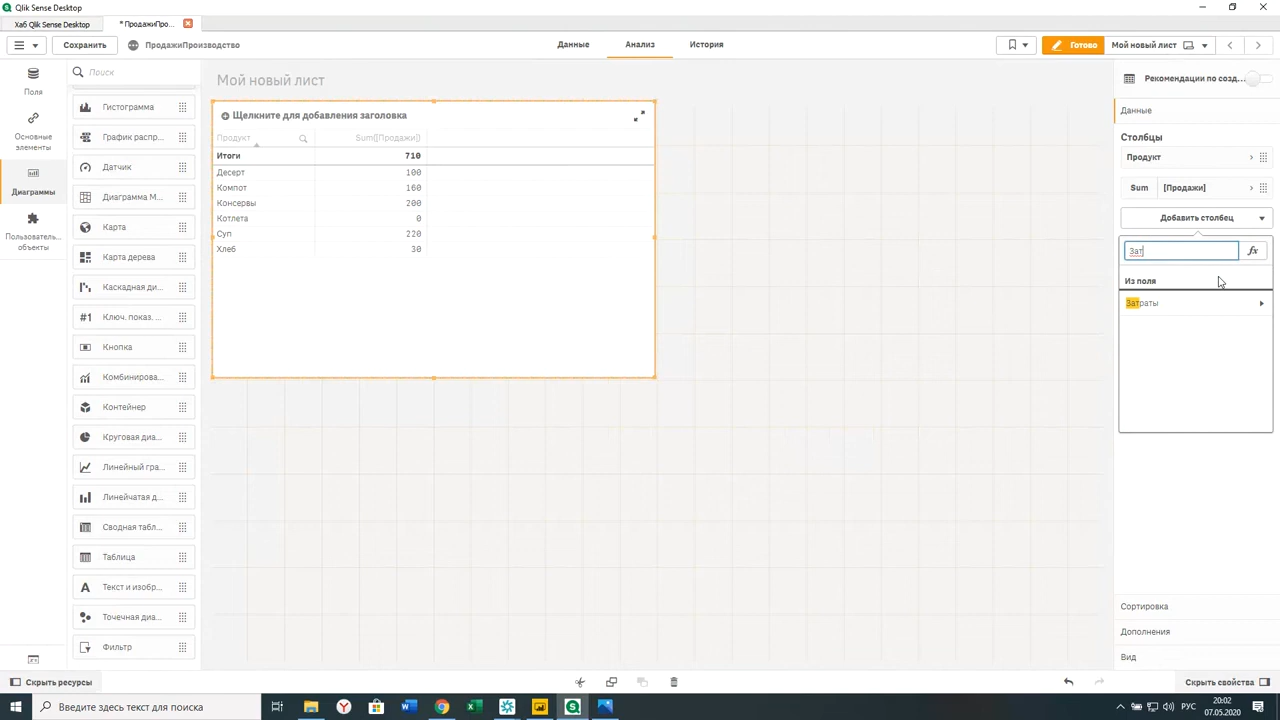 Qlik Sense Desktop
Хаб Qlik Sense Desktop
* ПродажиПро...
Сохранить
ПродажиПроизводство
Данные
Анализ
История
Готово
Мой новый лист
Поля
Основные
элементы
Диаграммы
Пользователь...
объекты
Поиск
Гистограмма
График распр...
Датчик
Диаграмма М...
Карта
Карта дерева
Каскадная ди...
#1 Ключ. показ. ...
Кнопка
Комбинирова...
Контейнер
Круговая диа...
Линейный гра...
Линейчатая д...
Сводная табл...
Таблица
A Текст и изобр...
Точечная диа...
Фильтр
Мой новый лист
Щелкните для добавления заголовка
Продукт Sum([Продажи])
Итоги 710
Десерт 100
Компот 160
Консервы 200
Котлета 0
Суп 220
Хлеб 30
Рекомендации по созд...
Данные
Столбцы
Продукт
Sum [Продажи]
Добавить столбец
Зат fx
Из поля
Затраты
Сортировка
Дополнения
Вид
Скрыть ресурсы
Скрыть свойства
Введите здесь текст для поиска
РУС
20:02
07.05.2020